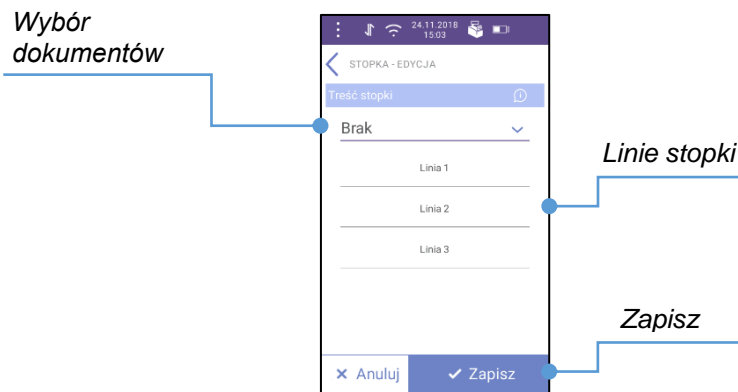 Wybór
dokumentów
24.11.2018
15:03
STOPKA - EDYCJA
Treść stopki
Brak
Linia 1
Linia 2
Linia 3
Linie stopki
Zapisz
Anuluj
Zapisz